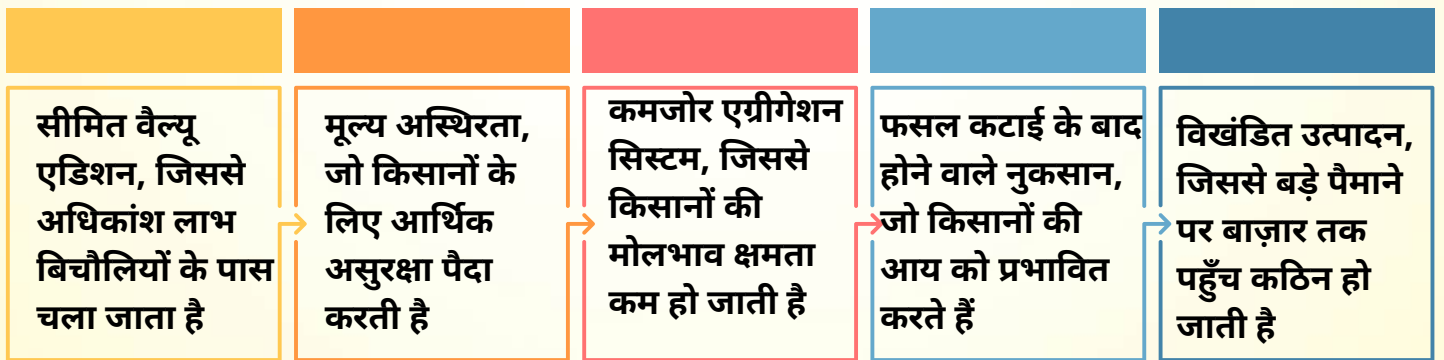 सीमित वैल्यू
एडिशन, जिससे
अधिकांश लाभ
बिचौलियों के पास
चला जाता है
मूल्य अस्थिरता,
जो किसानों के
लिए आर्थिक
असुरक्षा पैदा
करती है
कमजोर एग्रीगेशन
सिस्टम, जिससे
किसानों की
मोलभाव क्षमता
कम हो जाती है
फसल कटाई के बाद
होने वाले नुकसान,
जो किसानों की
आय को प्रभावित
करते हैं
विखंडित उत्पादन,
जिससे बड़े पैमाने
पर बाज़ार तक
पहुँच कठिन हो
जाती है